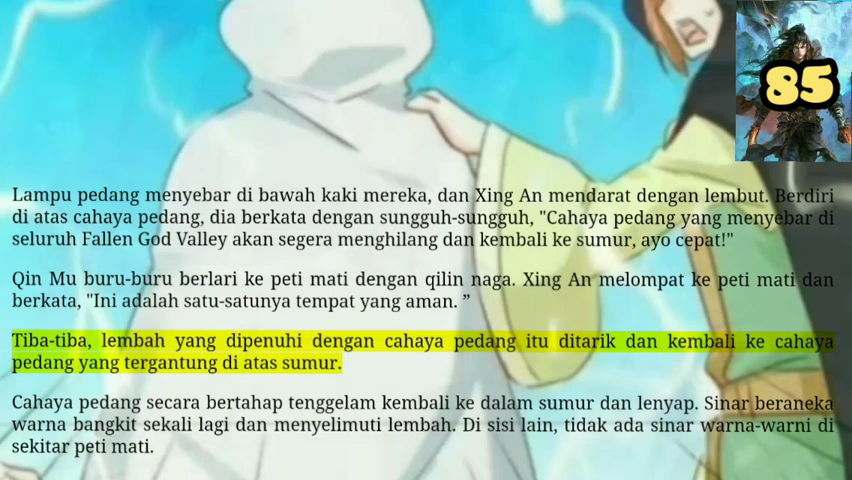 85
Lampu pedang menyebar di bawah kaki mereka, dan Xing An mendarat dengan lembut. Berdiri
di atas cahaya pedang, dia berkata dengan sungguh-sungguh, "Cahaya pedang yang menyebar di
seluruh Fallen God Valley akan segera menghilang dan kembali ke sumur, ayo cepat!"
Qin Mu buru-buru berlari ke peti mati dengan qilin naga. Xing An melompat ke peti mati dan
berkata, "Ini adalah satu-satunya tempat yang aman. ”
Tiba-tiba, lembah yang dipenuhi dengan cahaya pedang itu ditarik dan kembali ke cahaya
pedang yang tergantung di atas sumur.
Cahaya pedang secara bertahap tenggelam kembali ke dalam sumur dan lenyap. Sinar beraneka
warna bangkit sekali lagi dan menyelimuti lembah. Di sisi lain, tidak ada sinar warna-warni di
sekitar peti mati.